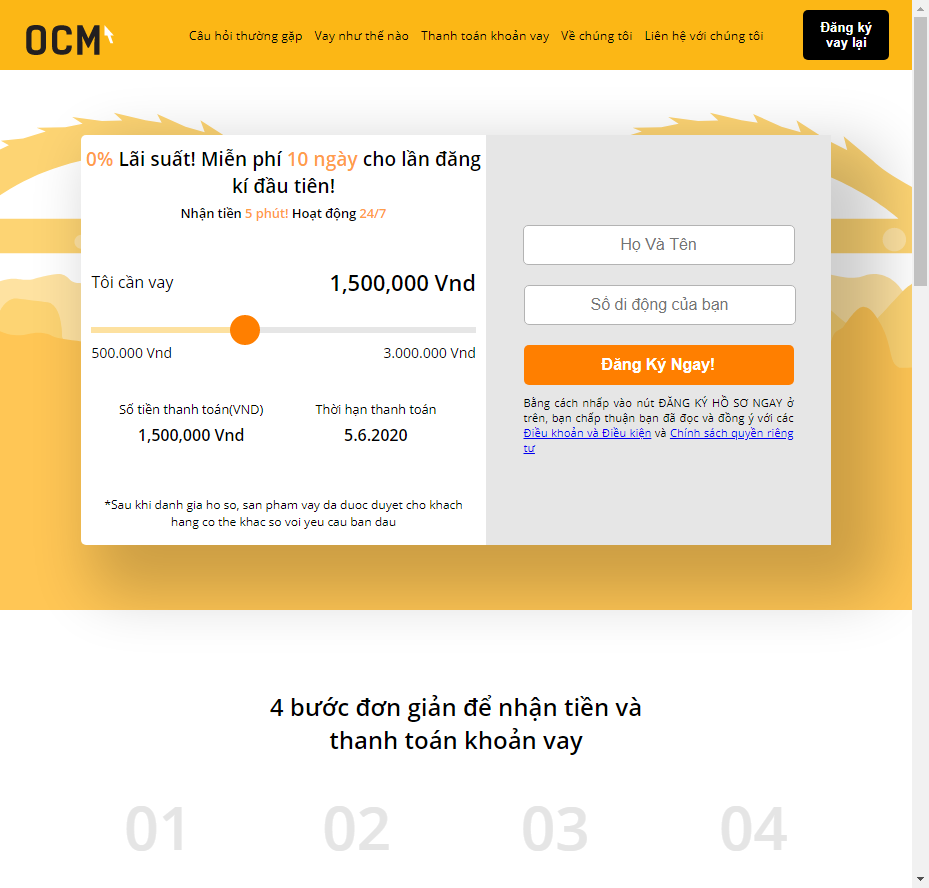 OCM
Câu hỏi thường gặp
Vay như thế nào
Thanh toán khoản vay
Về chúng tôi
Liên hệ với chúng tôi
Đăng ký
vay lại
0% Lãi suất! Miễn phí 10 ngày cho lần đăng
kí đầu tiên!
Nhận tiền 5 phút! Hoạt động 24/7
Tôi cần vay
1,500,000 Vnd
500.000 Vnd
3.000.000 Vnd
Số tiền thanh toán(VND)
1,500,000 Vnd
Thời hạn thanh toán
5.6.2020
*Sau khi danh gia ho so, san pham vay da duoc duyet cho khach
hang co the khac so voi yeu cau ban dau
Họ Và Tên
Số di động của bạn
Đăng Ký Ngay!
Bằng cách nhấp vào nút ĐĂNG KÝ HỒ SƠ NGAY ở
trên, bạn chấp thuận bạn đã đọc và đồng ý với các
Điều khoản và Điều kiện và Chính sách quyền riêng
tư
4 bước đơn giản để nhận tiền và
thanh toán khoản vay
01
02
03
04